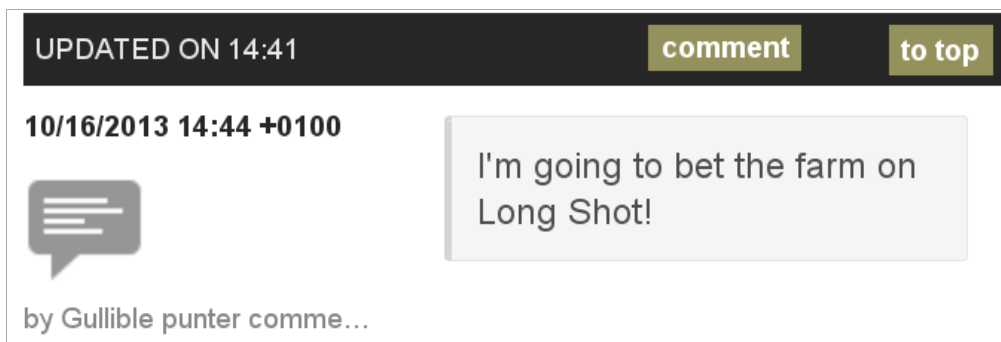 UPDATED ON 14:41
comment
to top
10/16/2013 14:44 +0100
I'm going to bet the farm on
Long Shot!
by Gullible punter comme…